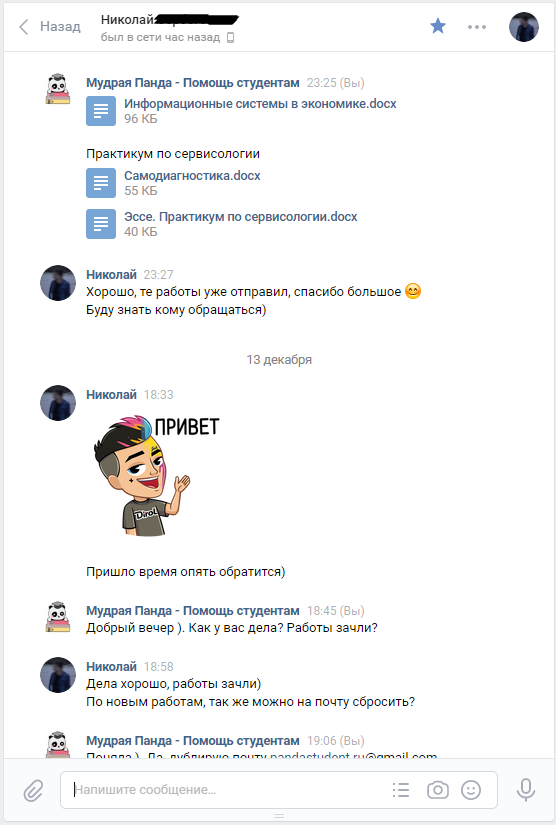 Назад
Николай
был в сети час назад
Мудрая Панда - Помощь студентам 23:25 (Вы)
Информационные системы в экономике.docx
96 КБ
Практикум по сервисологии
Самодиагностика.docx
55 КБ
Эссе. Практикум по сервисологии.docx
40 КБ
Николай 23:27
Хорошо, те работы уже отправил, спасибо большое 😊
Буду знать кому обращаться)
13 декабря
Николай 18:33
ПРИВЕТ
Dirol
Пришло время опять обратится)
Мудрая Панда - Помощь студентам 18:45 (Вы)
Добрый вечер ). Как у вас дела? Работы зачли?
Николай 18:58
Дела хорошо, работы зачли)
По новым работам, так же можно на почту сбросить?
Мудрая Панда - Помощь студентам 19:06 (Вы)
Поняла ). Да, дублирую почту pandastudent.ru@gmail.com
Напишите сообщение...